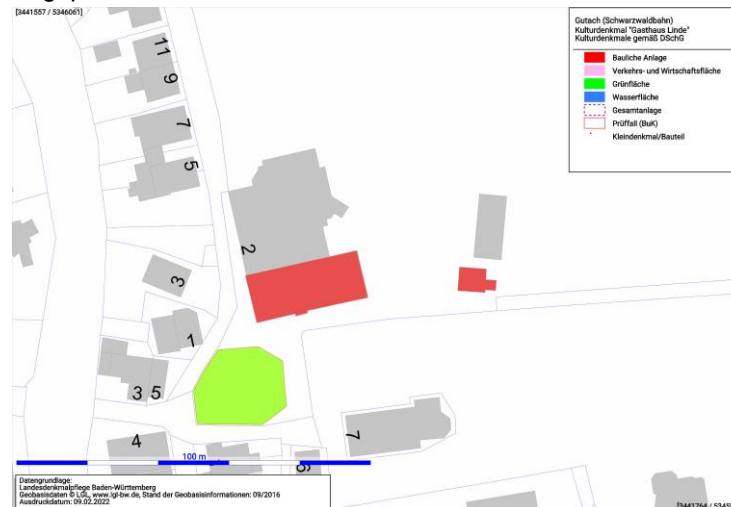 [3441557 / 5346061]
Gutach (Schwarzwaldbahn)
Kulturdenkmal "Gasthaus Linde"
Kulturdenkmale gemäß DSchG
Bauliche Anlage
Verkehrs- und Wirtschaftsfläche
Grünfläche
Wasserfläche
Gesamtanlage
Prüffall (BuK)
Kleindenkmal/Bauteil
11
9
7
5
2
3
1
3 5
7
4
6
100 m
Datengrundlage:
Landesdenkmalpflege Baden-Württemberg
Geobasisdaten © LGL, www.lgl-bw.de, Stand der Geobasisinformationen: 09/2016
Ausdruckdatum: 09.02.2022